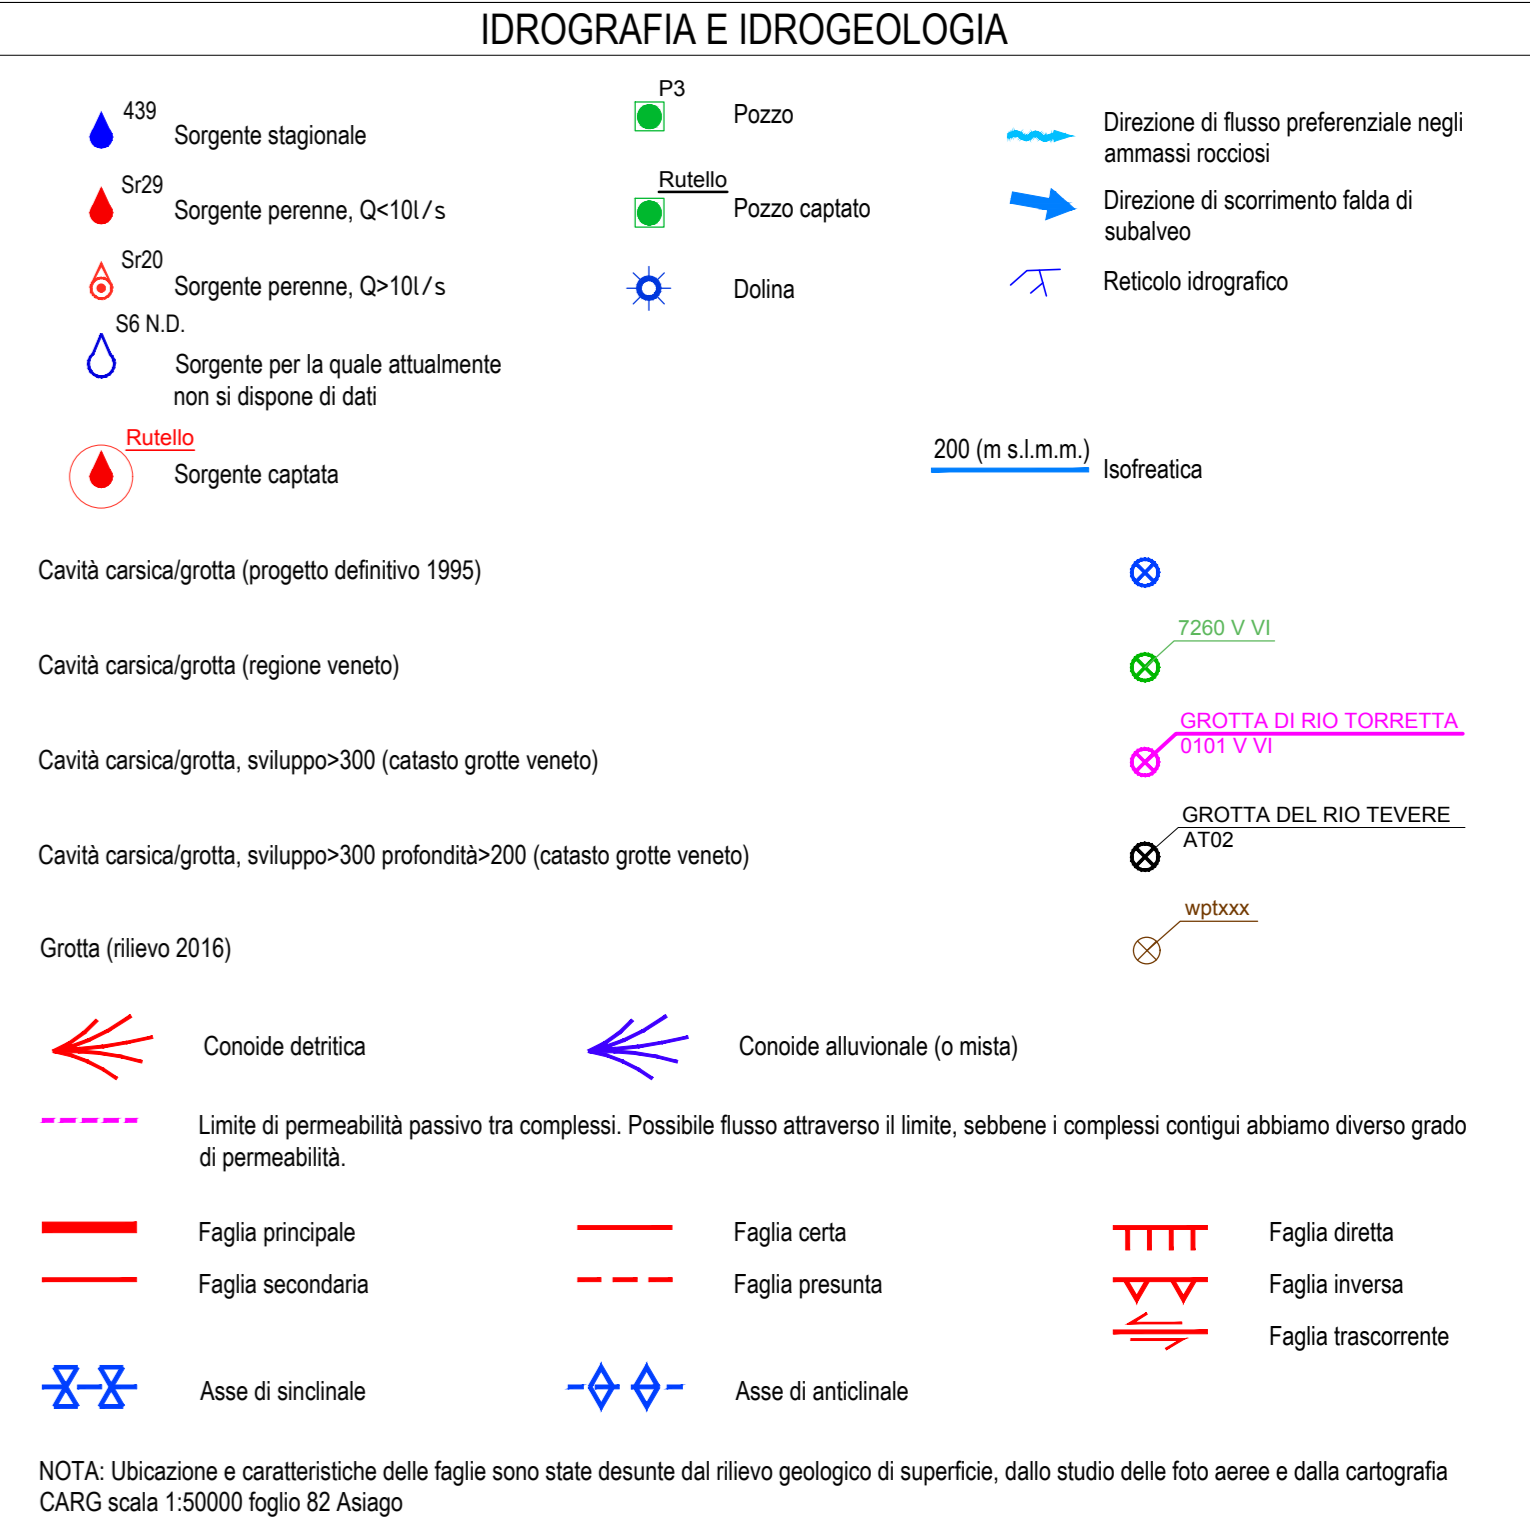 IDROGRAFIA E IDROGEOLOGIA
439
Sorgente stagionale
Sr29
Sorgente perenne, Q<10l/s
Sr20
Sorgente perenne, Q>10l/s
S6 N.D.
Sorgente per la quale attualmente
non si dispone di dati
Rutello
Sorgente captata
P3
Pozzo
Rutello
Pozzo captato
Dolina
Direzione di flusso preferenziale negli
ammassi rocciosi
Direzione di scorrimento falda di
subalveo
Reticolo idrografico
200 (m s.l.m.m.)
Isofreatica
Cavità carsica/grotta (progetto definitivo 1995)
Cavità carsica/grotta (regione veneto)
7260 V VI
Cavità carsica/grotta, sviluppo>300 (catasto grotte veneto)
GROTTA DI RIO TORRETTA
0101 V VI
Cavità carsica/grotta, sviluppo>300 profondità>200 (catasto grotte veneto)
GROTTA DEL RIO TEVERE
AT02
Grotta (rilievo 2016)
wptxxx
Conoide detritica
Conoide alluvionale (o mista)
Limite di permeabilità passivo tra complessi. Possibile flusso attraverso il limite, sebbene i complessi contigui abbiamo diverso grado
di permeabilità.
Faglia principale
Faglia certa
Faglia diretta
Faglia secondaria
Faglia presunta
Faglia inversa
Faglia trascorrente
Asse di sinclinale
Asse di anticlinale
NOTA: Ubicazione e caratteristiche delle faglie sono state desunte dal rilievo geologico di superficie, dallo studio delle foto aeree e dalla cartografia
CARG scala 1:50000 foglio 82 Asiago